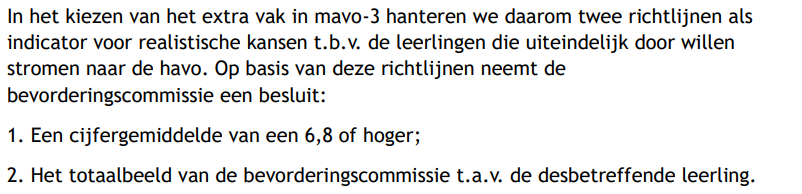 In het kiezen van het extra vak in mavo-3 hanteren we daarom twee richtlijnen als
indicator voor realistische kansen t.b.v. de leerlingen die uiteindelijk door willen
stromen naar de havo. Op basis van deze richtlijnen neemt de
bevorderingscommissie een besluit:
1. Een cijfergemiddelde van een 6,8 of hoger;
2. Het totaalbeeld van de bevorderingscommissie t.a.v. de desbetreffende leerling.